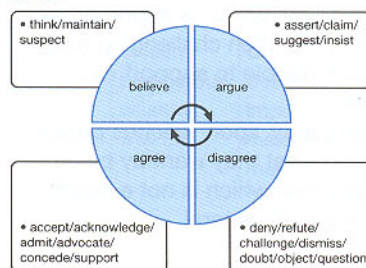 • think/maintain/
suspect
• assert/claim/
suggest/insist
believe
argue
agree
disagree
• accept/acknowledge/
admit/advocate/
concede/support
• deny/refute/
challenge/dismiss/
doubt/object/question